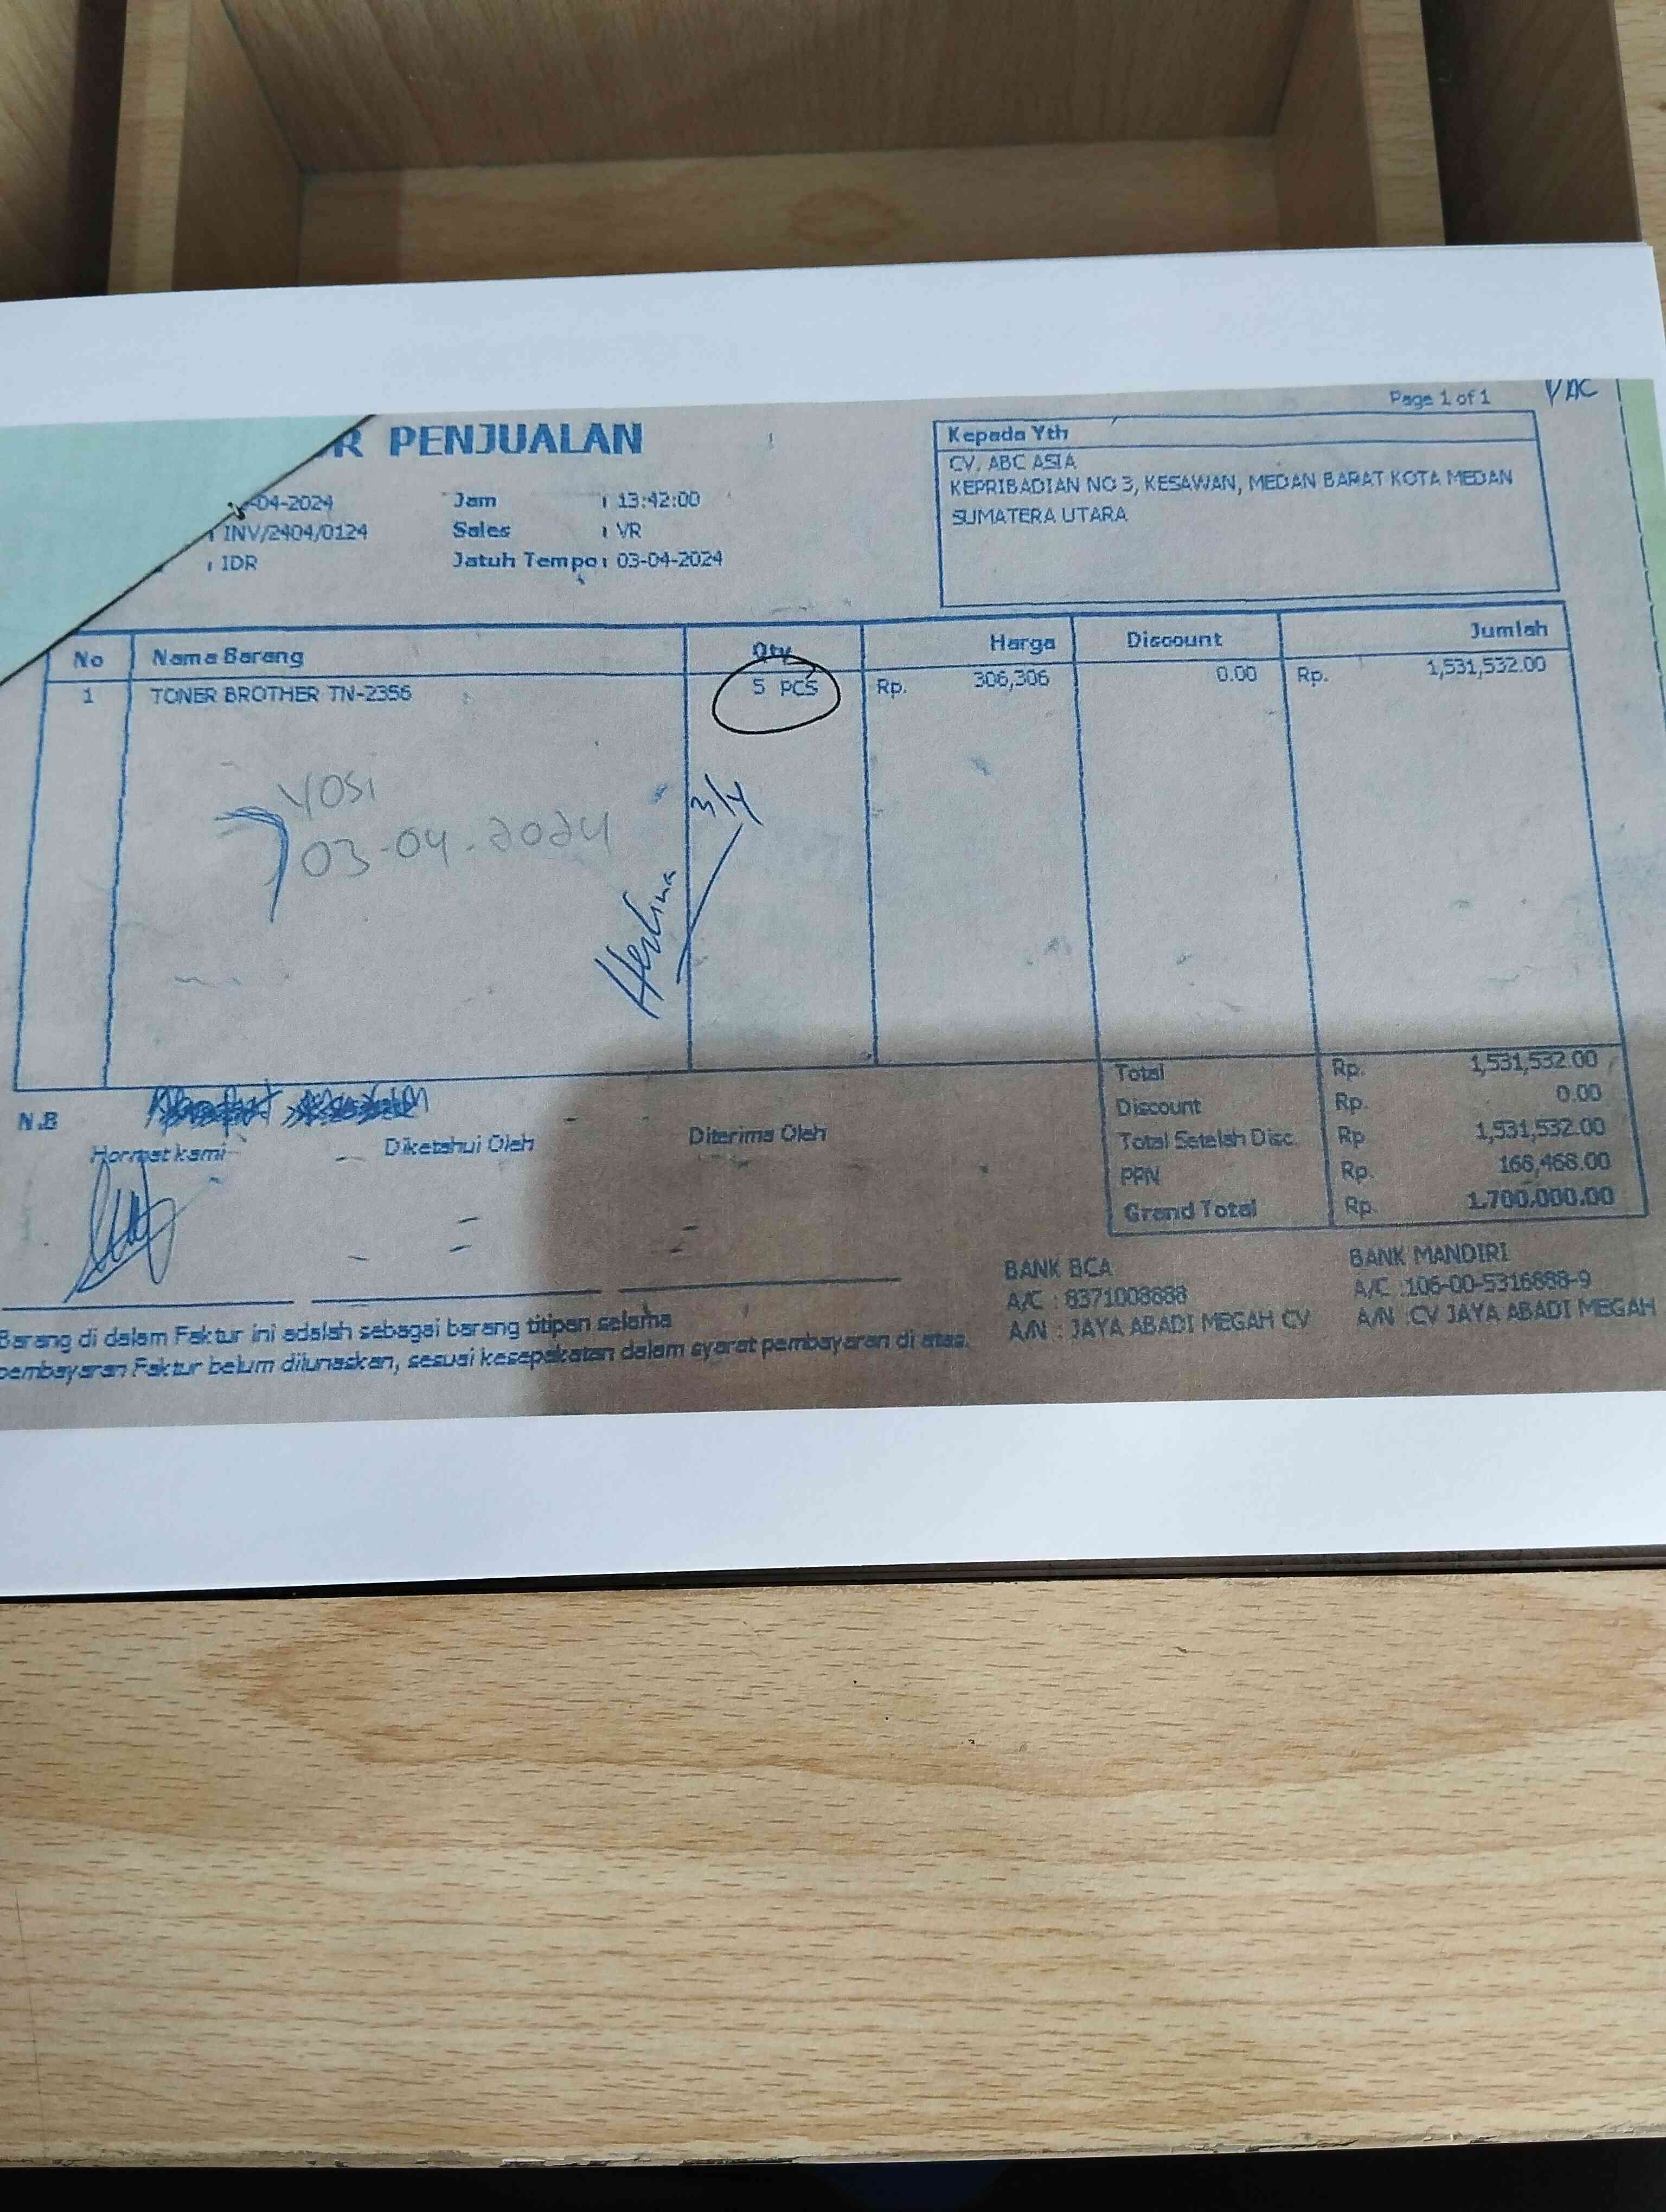 PENJUALAN
Page 1 of 1
-04-2024
Jam : 13:42:00
: INV/2404/0124
Sales : VR
: IDR
Jatuh Tempo : 03-04-2024
Kepada Yth
CV. ABC ASIA
KEPRIBADIAN NO 3, KESAWAN, MEDAN BARAT KOTA MEDAN
SUMATERA UTARA
No Nama Barang Qty Harga Discount Jumlah
1 TONER BROTHER TN-2356 5 PCS Rp. 306,306 0.00 Rp. 1,531,532.00
YOSI
03-04-2024
3/4
Herlina
Total Rp. 1,531,532.00
Discount Rp. 0.00
Total Setelah Disc. Rp 1,531,532.00
PPN Rp. 168,468.00
Grand Total Rp. 1.700.000.00
N.B
Hormat kami
Diketahui Oleh
Diterima Oleh
BANK BCA
A/C : 8371008888
A/N : JAYA ABADI MEGAH CV
BANK MANDIRI
A/C :106-00-5316888-9
A/N :CV JAYA ABADI MEGAH
Barang di dalam Faktur ini adalah sebagai barang titipan selama
pembayaran Faktur belum dilunaskan, sesuai kesepakatan dalam syarat pembayaran di atas.